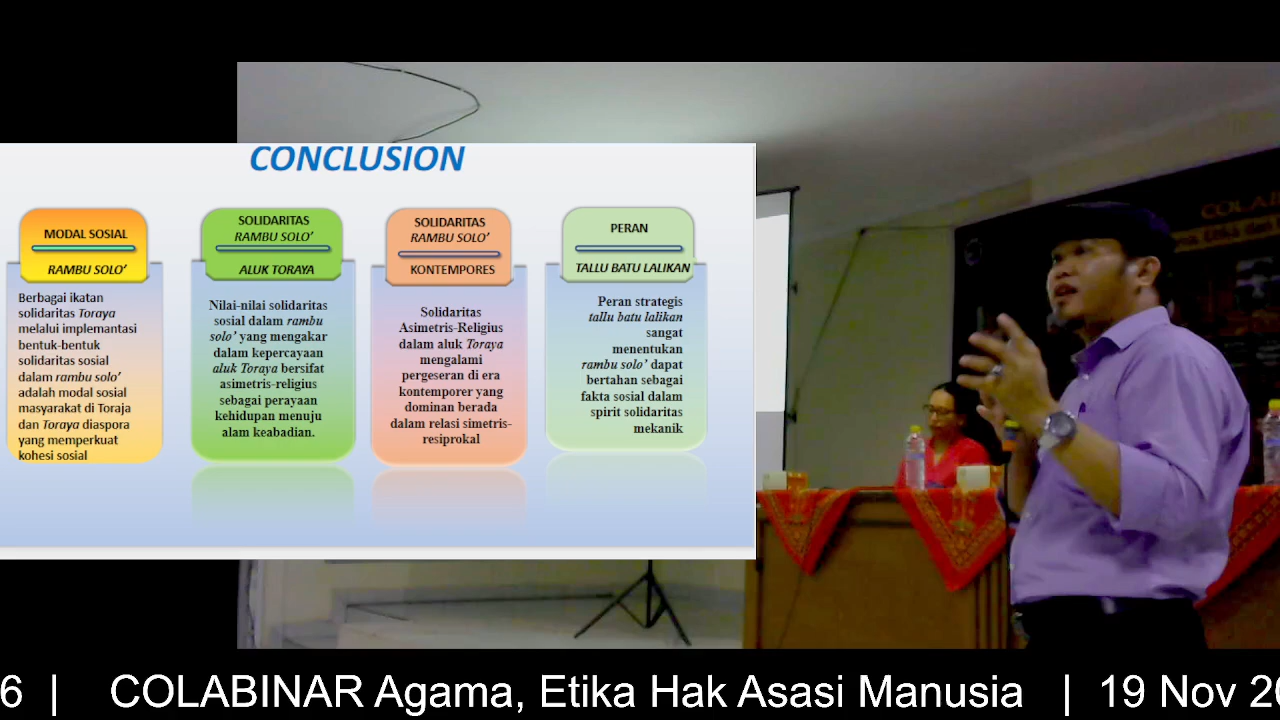 CONCLUSION
MODAL SOSIAL
RAMBU SOLO'
Berbagai ikatan
solidaritas Toraya
melalui implemantasi
bentuk-bentuk
solidaritas sosial
dalam rambu solo'
adalah modal sosial
masyarakat di Toraja
dan Toraya diaspora
yang memperkuat
kohesi sosial
SOLIDARITAS
RAMBU SOLO'
ALUK TORAYA
Nilai-nilai solidaritas
sosial dalam rambu
solo' yang mengakar
dalam kepercayaan
aluk Toraya bersifat
asimetris-religius
sebagai perayaan
kehidupan menuju
alam keabadian.
SOLIDARITAS
RAMBU SOLO'
KONTEMPORES
Solidaritas
Asimetris-Religius
dalam aluk Toraya
mengalami
pergeseran di era
kontemporer yang
dominan berada
dalam relasi simetris-
resiprokal
PERAN
TALLU BATU LALIKAN
Peran strategis
tallu batu lalikan
sangat
menentukan
rambu solo' dapat
bertahan sebagai
fakta sosial dalam
spirit solidaritas
mekanik
COLAB
6 | COLABINAR Agama, Etika Hak Asasi Manusia | 19 Nov 20